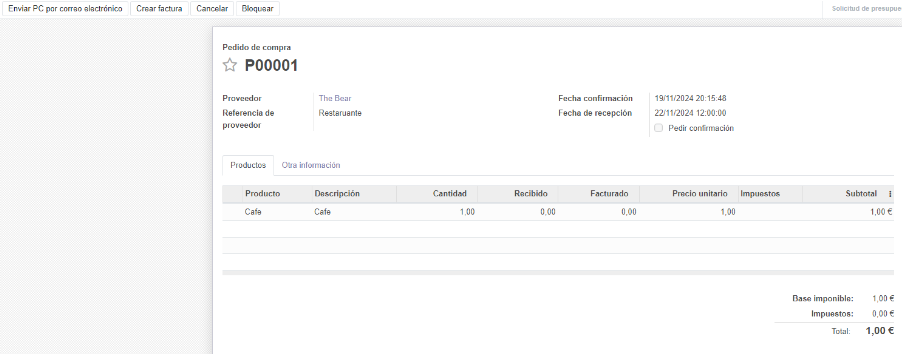 Enviar PC por correo electrónico Crear factura Cancelar Bloquear Solicitud de presupue
Pedido de compra
P00001
Proveedor The Bear Fecha confirmación 19/11/2024 20:15:48
Referencia de proveedor Restaruante Fecha de recepción 22/11/2024 12:00:00
Pedir confirmación
Productos Otra información
Producto Descripción Cantidad Recibido Facturado Precio unitario Impuestos Subtotal
Cafe Cafe 1,00 0,00 0,00 1,00 1,00 €
Base imponible: 1,00 €
Impuestos: 0,00 €
Total: 1,00 €